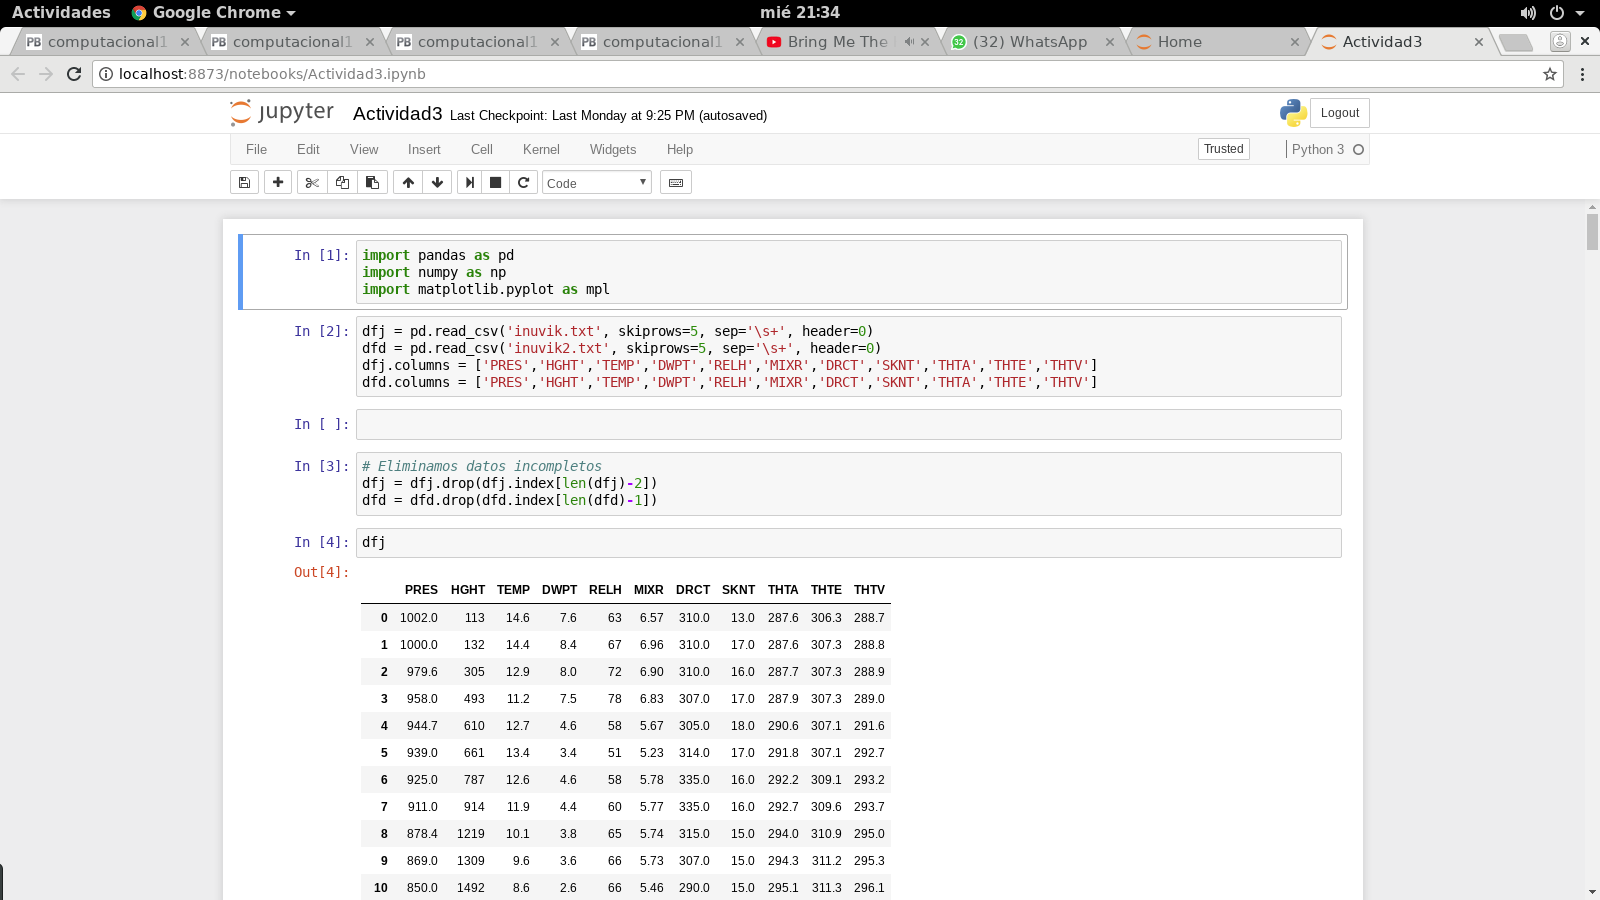 Actividades
Google Chrome
mié 21:34
PB computacional1
PB computacional1
PB computacional1
PB computacional1
Bring Me The
(32) WhatsApp
Home
Actividad3
localhost:8873/notebooks/Actividad3.ipynb
jupyter Actividad3 Last Checkpoint: Last Monday at 9:25 PM (autosaved)
Logout
File Edit View Insert Cell Kernel Widgets Help
Trusted
Python 3
Code
In [1]: import pandas as pd
import numpy as np
import matplotlib.pyplot as mpl
In [2]: dfj = pd.read_csv('inuvik.txt', skiprows=5, sep='\s+', header=0)
dfd = pd.read_csv('inuvik2.txt', skiprows=5, sep='\s+', header=0)
dfj.columns = ['PRES','HGHT','TEMP','DWPT','RELH','MIXR','DRCT','SKNT','THTA','THTE','THTV']
dfd.columns = ['PRES','HGHT','TEMP','DWPT','RELH','MIXR','DRCT','SKNT','THTA','THTE','THTV']
In [ ]:
In [3]: # Eliminamos datos incompletos
dfj = dfj.drop(dfj.index[len(dfj)-2])
dfd = dfd.drop(dfd.index[len(dfd)-1])
In [4]: dfj
Out[4]:
PRES HGHT TEMP DWPT RELH MIXR DRCT SKNT THTA THTE THTV
0 1002.0 113 14.6 7.6 63 6.57 310.0 13.0 287.6 306.3 288.7
1 1000.0 132 14.4 8.4 67 6.96 310.0 17.0 287.6 307.3 288.8
2 979.6 305 12.9 8.0 72 6.90 310.0 16.0 287.7 307.3 288.9
3 958.0 493 11.2 7.5 78 6.83 307.0 17.0 287.9 307.3 289.0
4 944.7 610 12.7 4.6 58 5.67 305.0 18.0 290.6 307.1 291.6
5 939.0 661 13.4 3.4 51 5.23 314.0 17.0 291.8 307.1 292.7
6 925.0 787 12.6 4.6 58 5.78 335.0 16.0 292.2 309.1 293.2
7 911.0 914 11.9 4.4 60 5.77 335.0 16.0 292.7 309.6 293.7
8 878.4 1219 10.1 3.8 65 5.74 315.0 15.0 294.0 310.9 295.0
9 869.0 1309 9.6 3.6 66 5.73 307.0 15.0 294.3 311.2 295.3
10 850.0 1492 8.6 2.6 66 5.46 290.0 15.0 295.1 311.3 296.1